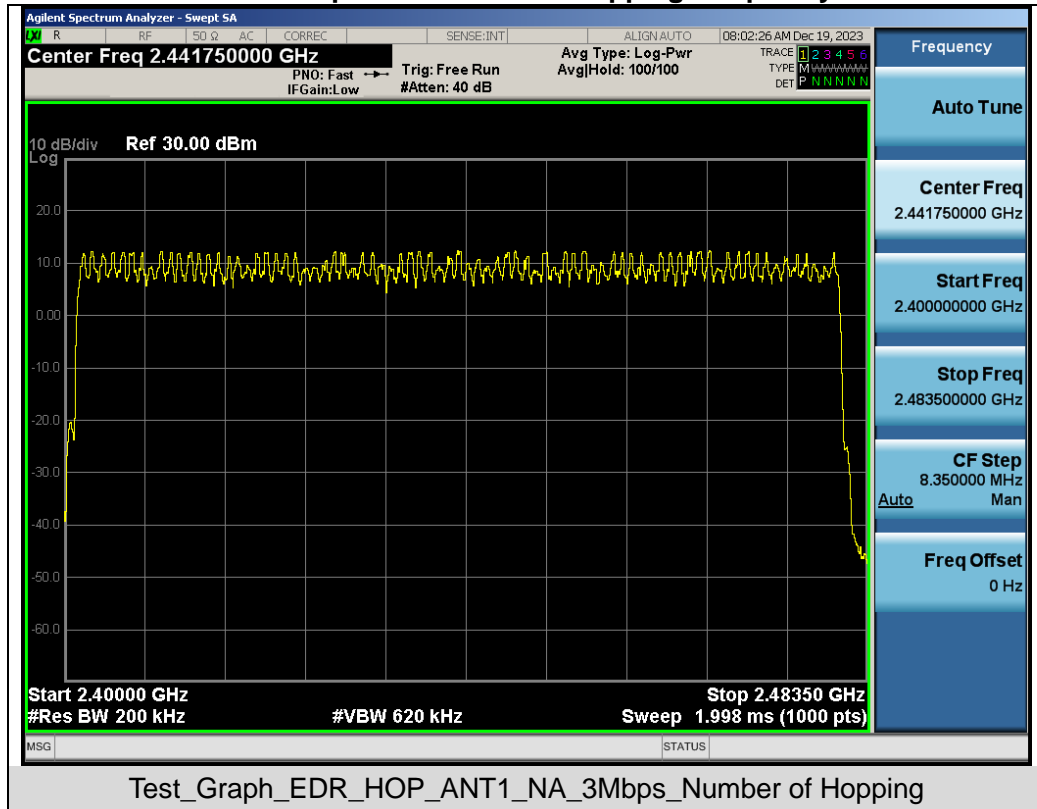 Agilent Spectrum Analyzer - Swept SA
LXI R RF 50 Ω AC CORREC SENSE:INT ALIGN AUTO 08:02:26 AM Dec 19, 2023
Center Freq 2.441750000 GHz
PNO: Fast
IFGain:Low
Trig: Free Run
#Atten: 40 dB
Avg Type: Log-Pwr
Avg|Hold: 100/100
TRACE 1 2 3 4 5 6
TYPE M W W W W W
DET P N N N N N
10 dB/div Ref 30.00 dBm
Log
20.0
10.0
0.00
-10.0
-20.0
-30.0
-40.0
-50.0
-60.0
Start 2.40000 GHz Stop 2.48350 GHz
#Res BW 200 kHz #VBW 620 kHz Sweep 1.998 ms (1000 pts)
MSG STATUS
Frequency
Auto Tune
Center Freq
2.441750000 GHz
Start Freq
2.400000000 GHz
Stop Freq
2.483500000 GHz
CF Step
8.350000 MHz
Auto Man
Freq Offset
0 Hz
Test_Graph_EDR_HOP_ANT1_NA_3Mbps_Number of Hopping